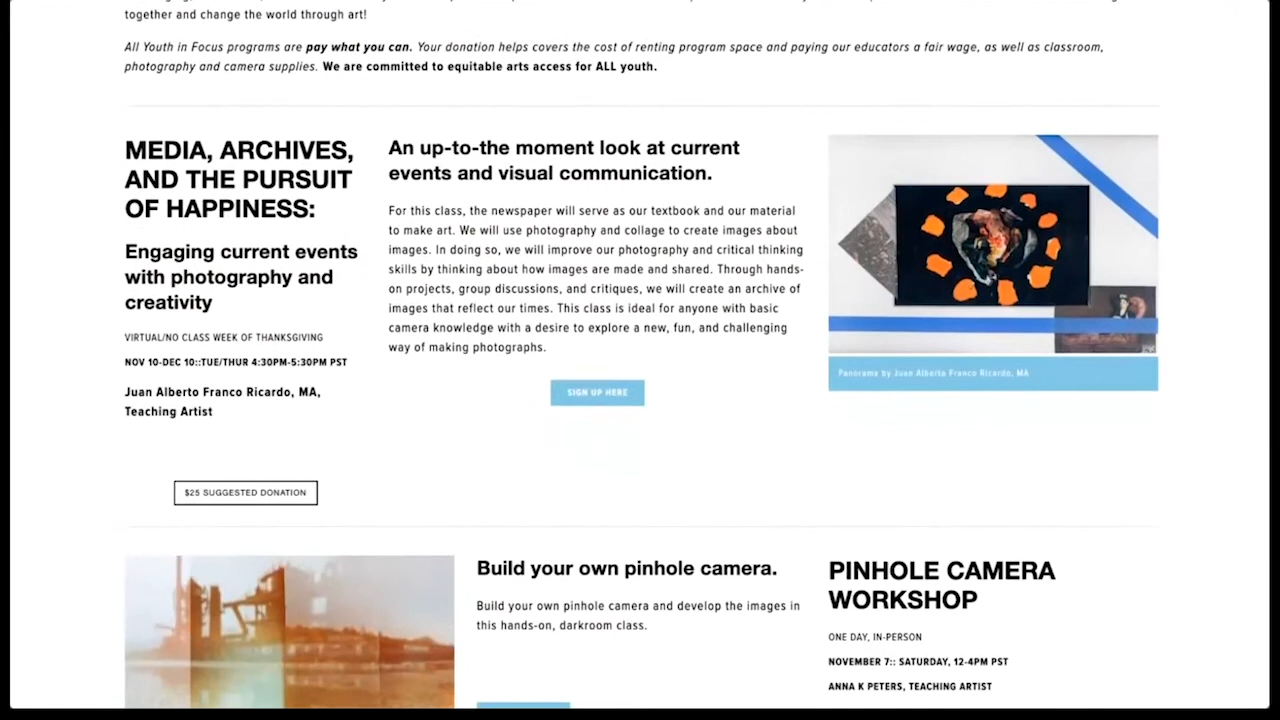 together and change the world through art!
All Youth in Focus programs are pay what you can. Your donation helps covers the cost of renting program space and paying our educators a fair wage, as well as classroom,
photography and camera supplies. We are committed to equitable arts access for ALL youth.
MEDIA, ARCHIVES,
AND THE PURSUIT
OF HAPPINESS:
Engaging current events
with photography and
creativity
VIRTUAL/NO CLASS WEEK OF THANKSGIVING
NOV 10-DEC 10::TUE/THUR 4:30PM-5:30PM PST
Juan Alberto Franco Ricardo, MA,
Teaching Artist
$25 SUGGESTED DONATION
An up-to-the moment look at current
events and visual communication.
For this class, the newspaper will serve as our textbook and our material
to make art. We will use photography and collage to create images about
images. In doing so, we will improve our photography and critical thinking
skills by thinking about how images are made and shared. Through hands-
on projects, group discussions, and critiques, we will create an archive of
images that reflect our times. This class is ideal for anyone with basic
camera knowledge with a desire to explore a new, fun, and challenging
way of making photographs.
SIGN UP HERE
Panorama by Juan Alberto Franco Ricardo, MA
Build your own pinhole camera.
Build your own pinhole camera and develop the images in
this hands-on, darkroom class.
PINHOLE CAMERA
WORKSHOP
ONE DAY, IN-PERSON
NOVEMBER 7:: SATURDAY, 12-4PM PST
ANNA K PETERS, TEACHING ARTIST